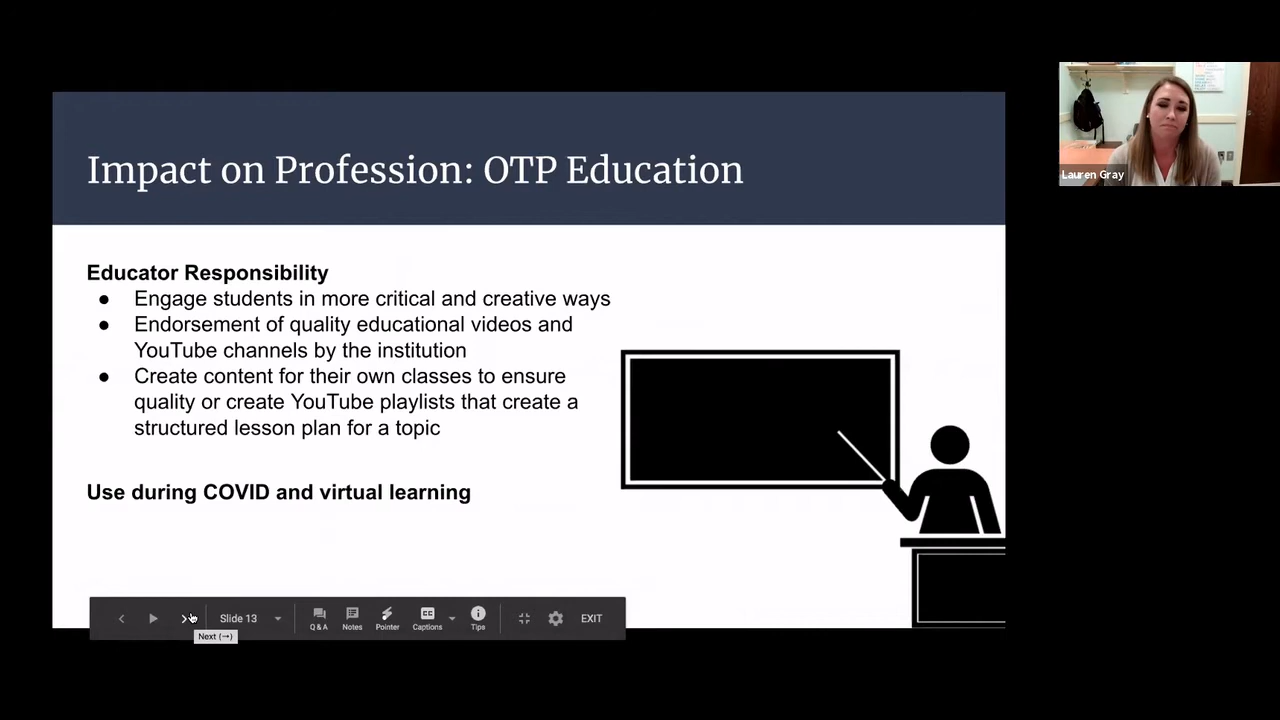 Impact on Profession: OTP Education
Educator Responsibility
● Engage students in more critical and creative ways
● Endorsement of quality educational videos and
YouTube channels by the institution
● Create content for their own classes to ensure
quality or create YouTube playlists that create a
structured lesson plan for a topic
Use during COVID and virtual learning
Slide 13
Q & A
Notes
Pointer
CC
Captions
Tips
EXIT
Next (→)
Lauren Gray